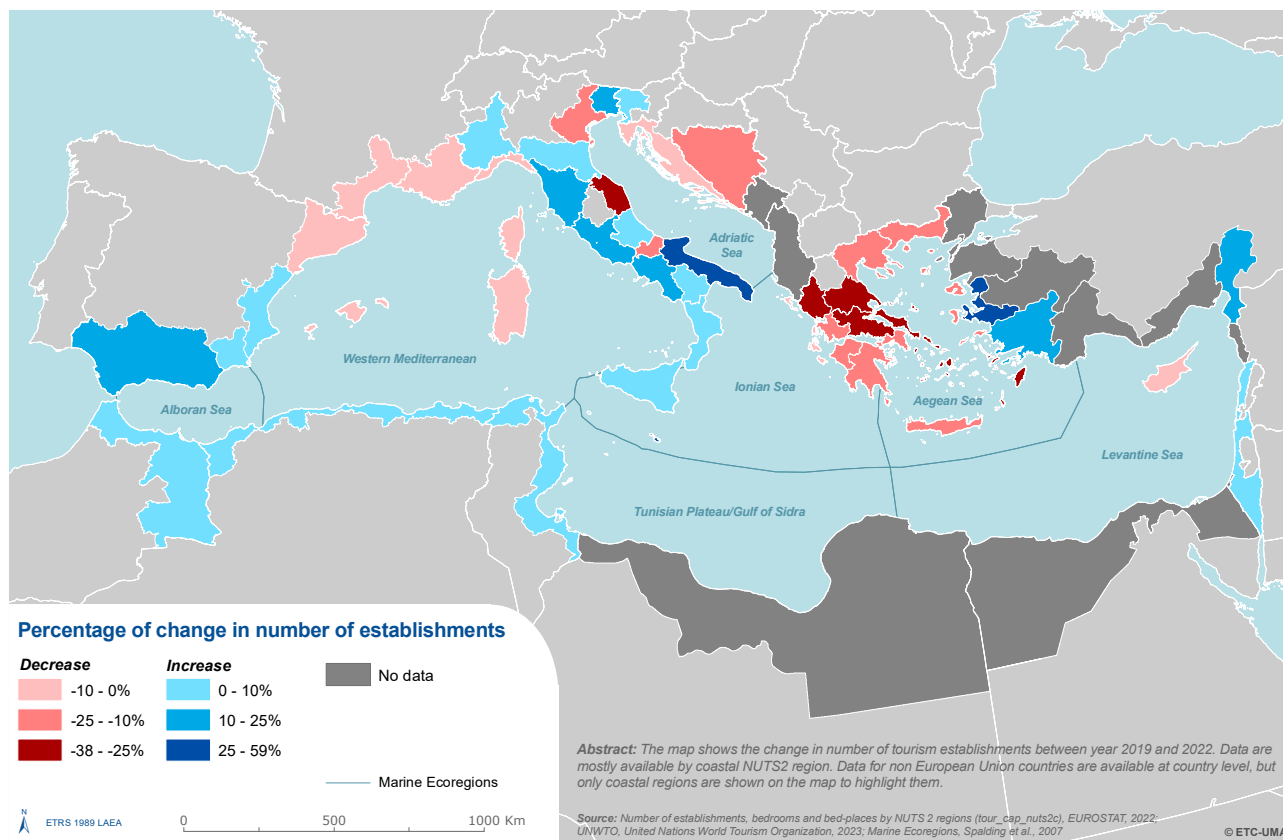 Adriatic
Sea
Western Mediterranean
Ionian Sea
Aegean Sea
Alboran Sea
Levantine Sea
Tunisian Plateau/Gulf of Sidra
Percentage of change in number of establishments
Decrease
Increase
-10 - 0%
0 - 10%
No data
-25 - -10%
10 - 25%
-38 - -25%
25 - 59%
Marine Ecoregions
N
ETRS 1989 LAEA
0 500 1000 Km
Abstract: The map shows the change in number of tourism establishments between year 2019 and 2022. Data are
mostly available by coastal NUTS2 region. Data for non European Union countries are available at country level, but
only coastal regions are shown on the map to highlight them.
Source: Number of establishments, bedrooms and bed-places by NUTS 2 regions (tour_cap_nuts2c), EUROSTAT, 2022;
UNWTO, United Nations World Tourism Organization, 2023; Marine Ecoregions, Spalding et al., 2007
© ETC-UMA